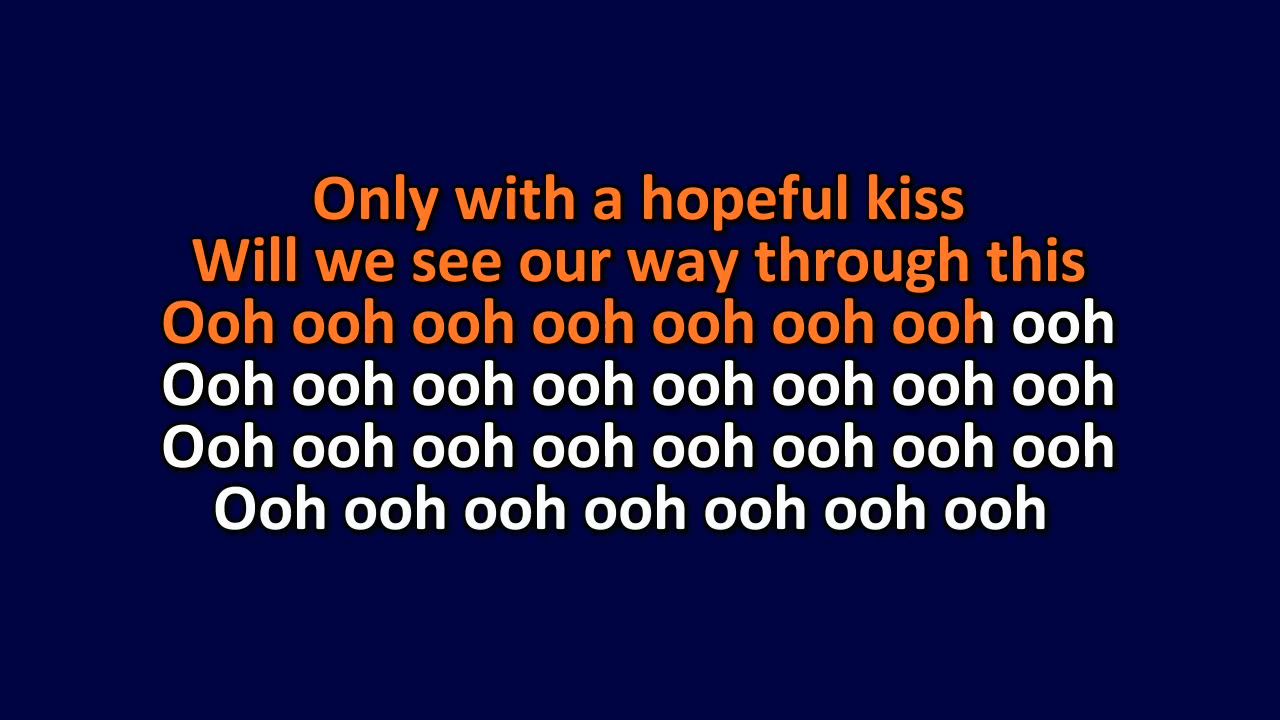 Only with a hopeful kiss
Will we see our way through this
Ooh ooh ooh ooh ooh ooh ooh ooh
Ooh ooh ooh ooh ooh ooh ooh ooh
Ooh ooh ooh ooh ooh ooh ooh ooh
Ooh ooh ooh ooh ooh ooh ooh